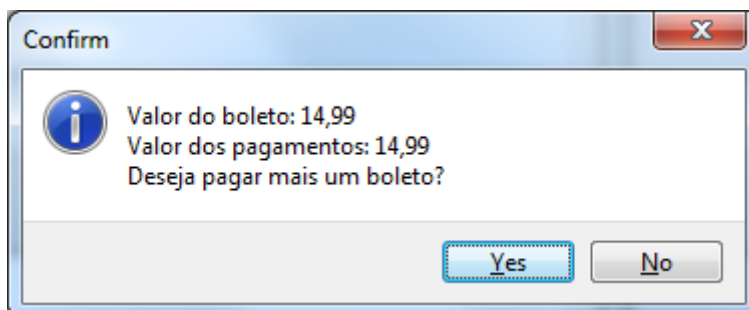 Confirm
Valor do boleto: 14,99
Valor dos pagamentos: 14,99
Deseja pagar mais um boleto?
Yes
No